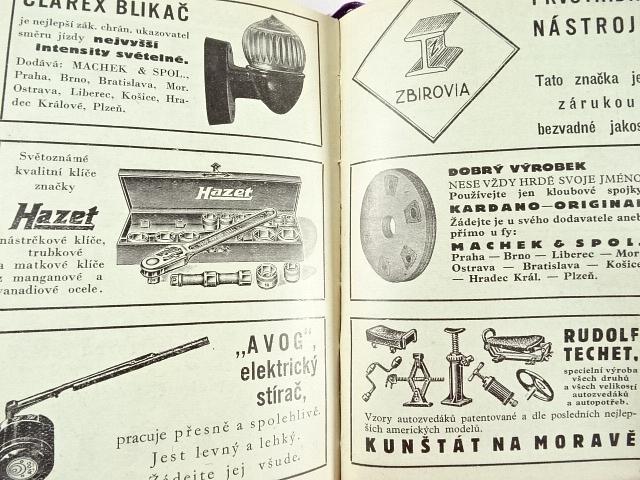 CLAREX BLIKAČ
je nejlepší zák. chrán. ukazovatel
směru jízdy nejvyšší
intensity světelné.
Dodává: MACHEK & SPOL.,
Praha, Brno, Bratislava, Mor.
Ostrava, Liberec, Košice, Hra-
dec Králové, Plzeň.
Světoznámé
kvalitní klíče
značky
Hazet
nástrčkové klíče,
trubkové
a matkové klíče
z manganové a
vanadiové ocele.
Hazet
„AVOG",
elektrický
stírač,
pracuje přesně a spolehlivě.
Jest levný a lehký.
Žádejte jej všude.
NÁSTROJ
ZBIROVIA
Tato značka je
zárukou
bezvadné jakos
DOBRÝ VÝROBEK
NESE VŽDY HRDĚ SVOJE JMÉNO
Používejte jen kloubové spojky
KARDANO—ORIGINAL
Žádejte je u svého dodavatele aneb
přímo u fy:
MACHEK & SPOL.
Praha — Brno — Liberec — Mor.
Ostrava — Bratislava — Košice
— Hradec Král. — Plzeň.
RUDOLF
TECHET.
specielní výroba
všech druhů
a všech velikostí
autozvedáků
a autopotřeb.
Vzory autozvedáků patentované a dle posledních nejlep-
ších amerických modelů.
KUNŠTÁT NA MORAVĚ